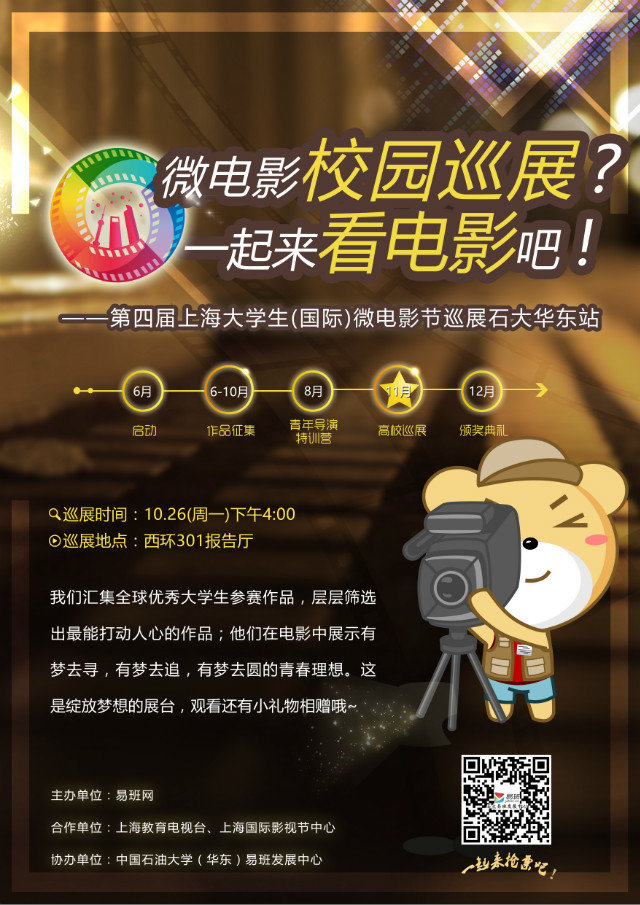 微电影校园巡展？
一起来看电影吧！
——第四届上海大学生(国际)微电影节巡展石大华东站
6月
6-10月
8月
11月
12月
启动
作品征集
青年导演
特训营
高校巡展
颁奖典礼
巡展时间：10.26(周一)下午4:00
巡展地点：西环301报告厅
我们汇集全球优秀大学生参赛作品，层层筛选
出最能打动人心的作品；他们在电影中展示有
梦去寻，有梦去追，有梦去圆的青春理想。这
是绽放梦想的展台，观看还有小礼物相赠哦~
主办单位：易班网
合作单位：上海教育电视台、上海国际影视节中心
协办单位：中国石油大学（华东）易班发展中心
易班
一起来抢票吧！